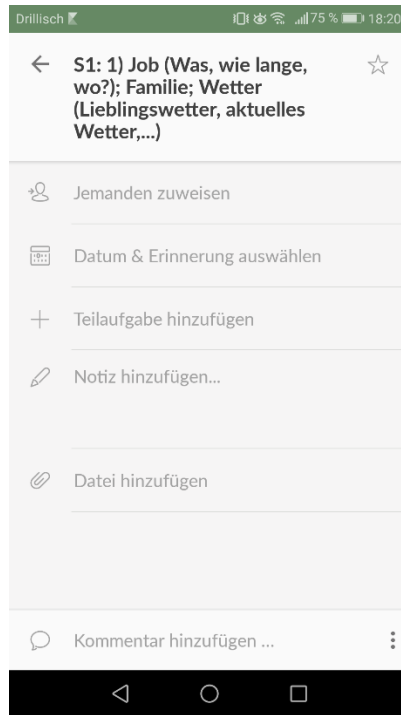 Drillisch 75 % 18:20
S1: 1) Job (Was, wie lange,
wo?); Familie; Wetter
(Lieblingswetter, aktuelles
Wetter,...)
Jemanden zuweisen
Datum & Erinnerung auswählen
Teilaufgabe hinzufügen
Notiz hinzufügen...
Datei hinzufügen
Kommentar hinzufügen ...